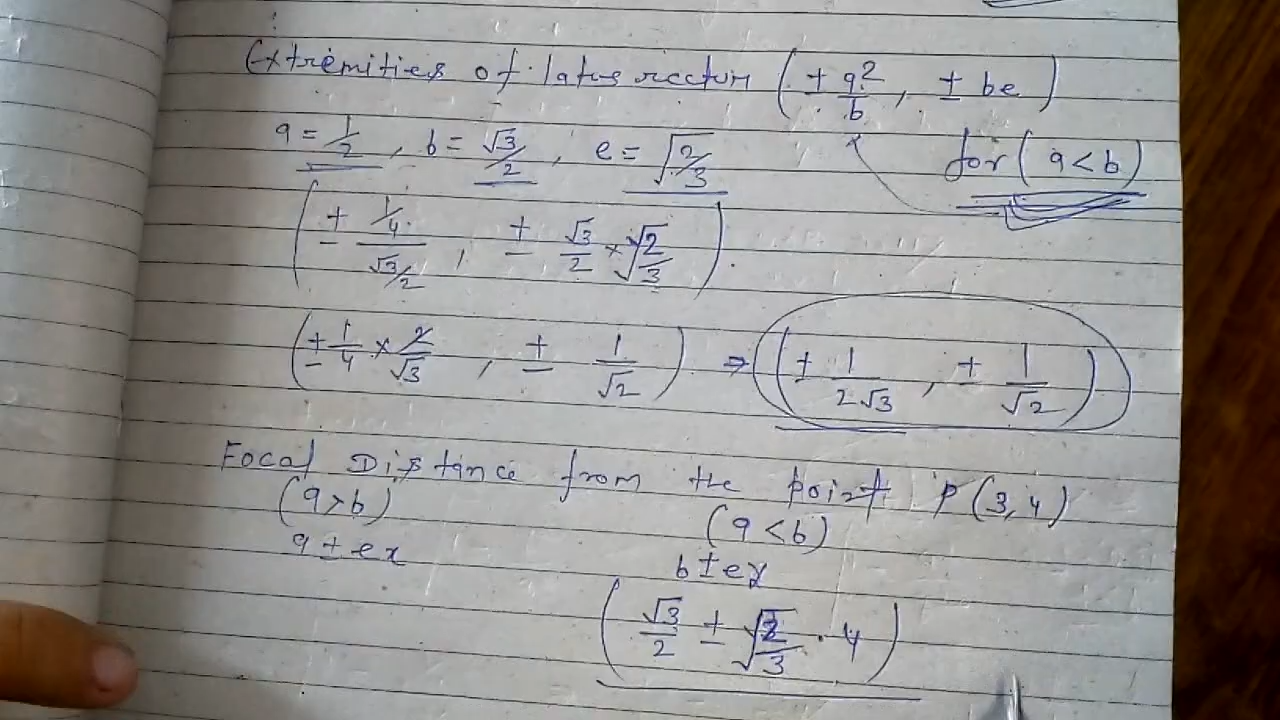 Extremities of latus rectum (± a²/b, ± be)
a = 1/2, b = √3/2, e = √2/3 for (a<b)
(± 1/4 / √3/2, ± √3/2 × √2/3).
(± 1/4 × 2/√3, ± 1/√2) ⇒ (± 1/2√3, ± 1/√2)
Focal Distance from the point P(3,4)
(a>b) (a<b)
a ± ex b ± ey
(√3/2 ± √2/3 . 4)